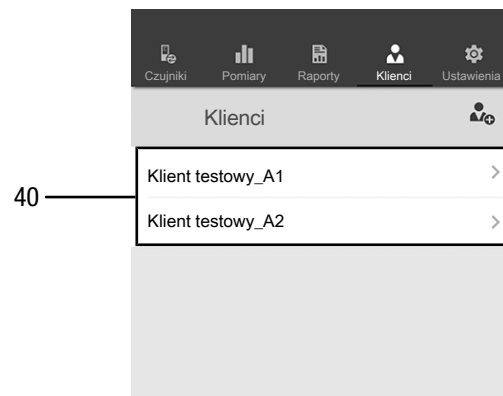 Czujniki Pomiary Raporty Klienci Ustawienia
Klienci
Klient testowy_A1
40
Klient testowy_A2